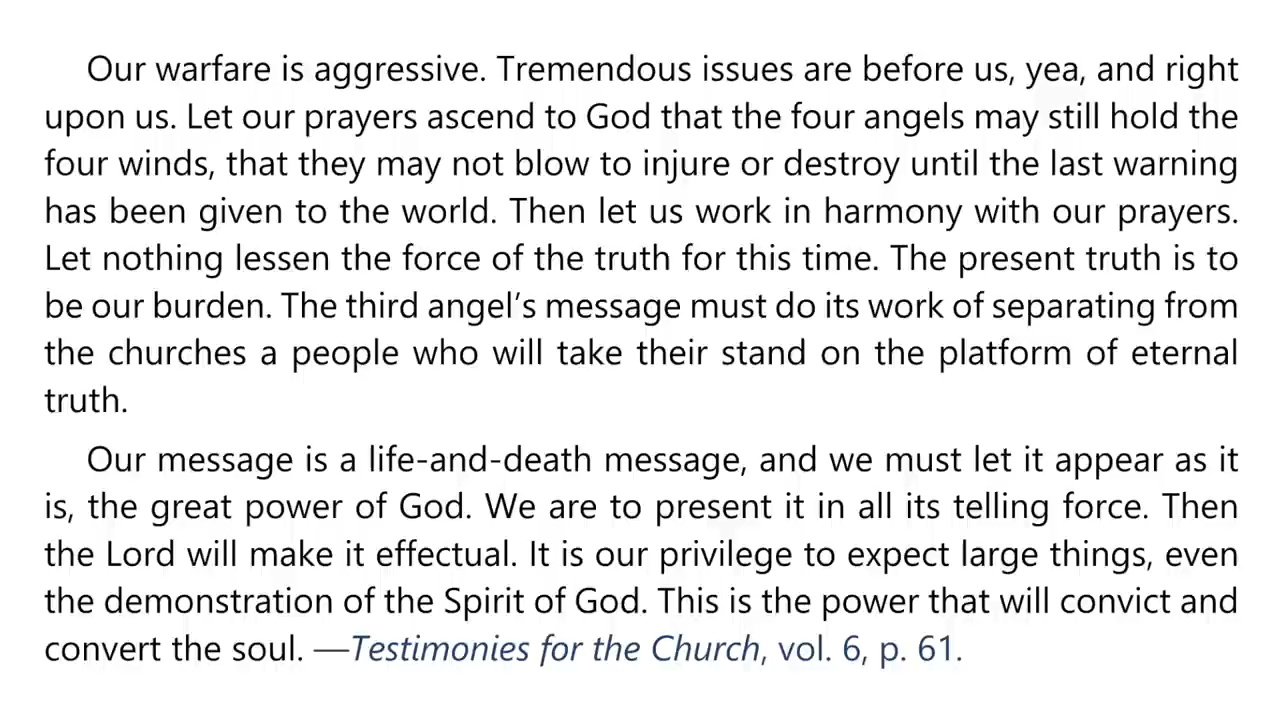 Our warfare is aggressive. Tremendous issues are before us, yea, and right
upon us. Let our prayers ascend to God that the four angels may still hold the
four winds, that they may not blow to injure or destroy until the last warning
has been given to the world. Then let us work in harmony with our prayers.
Let nothing lessen the force of the truth for this time. The present truth is to
be our burden. The third angel’s message must do its work of separating from
the churches a people who will take their stand on the platform of eternal
truth.
Our message is a life-and-death message, and we must let it appear as it
is, the great power of God. We are to present it in all its telling force. Then
the Lord will make it effectual. It is our privilege to expect large things, even
the demonstration of the Spirit of God. This is the power that will convict and
convert the soul. —Testimonies for the Church, vol. 6, p. 61.